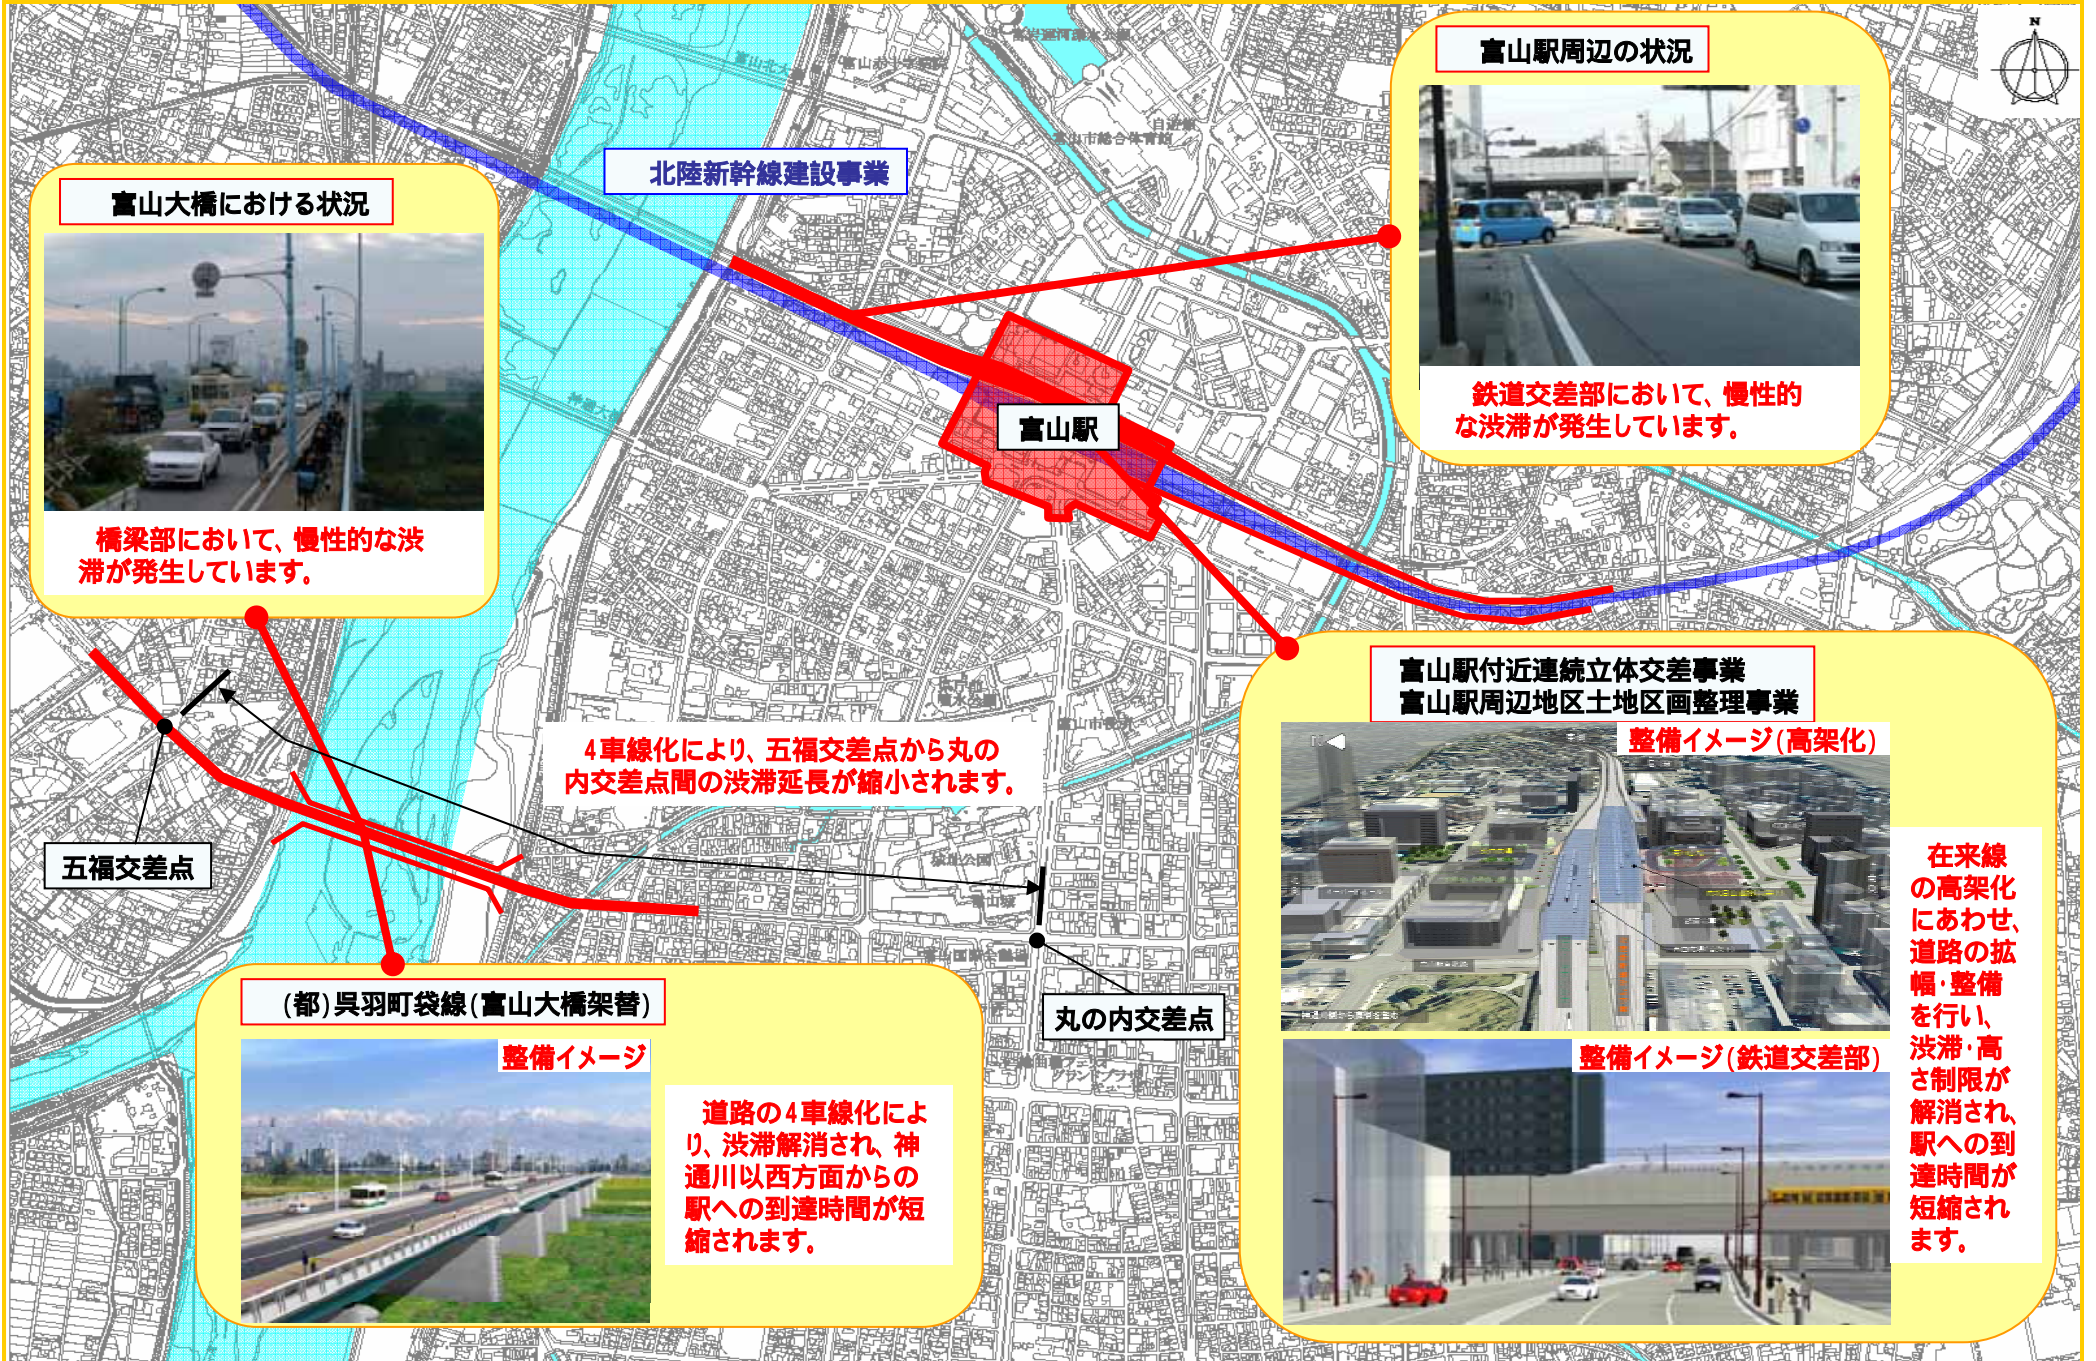 富山駅周辺の状況
N
鉄道交差部において、慢性的
な渋滞が発生しています。
北陸新幹線建設事業
富山大橋における状況
橋梁部において、慢性的な渋
滞が発生しています。
富山市総合体育館
富山駅
4車線化により、五福交差点から丸の
内交差点間の渋滞延長が縮小されます。
五福交差点
丸の内交差点
富山駅付近連続立体交差事業
富山駅周辺地区土地区画整理事業
整備イメージ(高架化)
整備イメージ(鉄道交差部)
在来線
の高架化
にあわせ、
道路の拡
幅・整備
を行い、
渋滞・高
さ制限が
解消され、
駅への到
達時間が
短縮され
ます。
(都)呉羽町袋線(富山大橋架替)
整備イメージ
道路の4車線化によ
り、渋滞解消され、神
通川以西方面からの
駅への到達時間が短
縮されます。